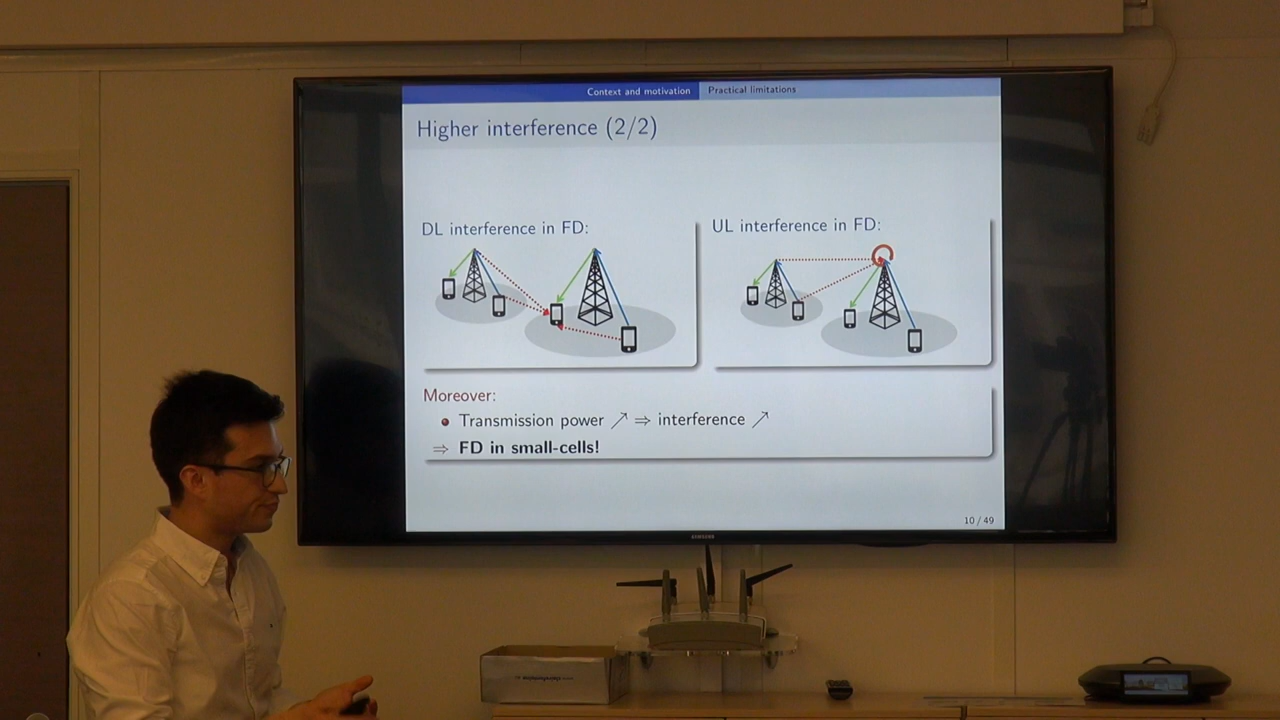 Context and motivation
Practical limitations
Higher interference (2/2)
DL interference in FD:
UL interference in FD:
Moreover:
Transmission power ↗ ⇒ interference ↗
⇒ FD in small-cells!
10 / 49
SAMSUNG